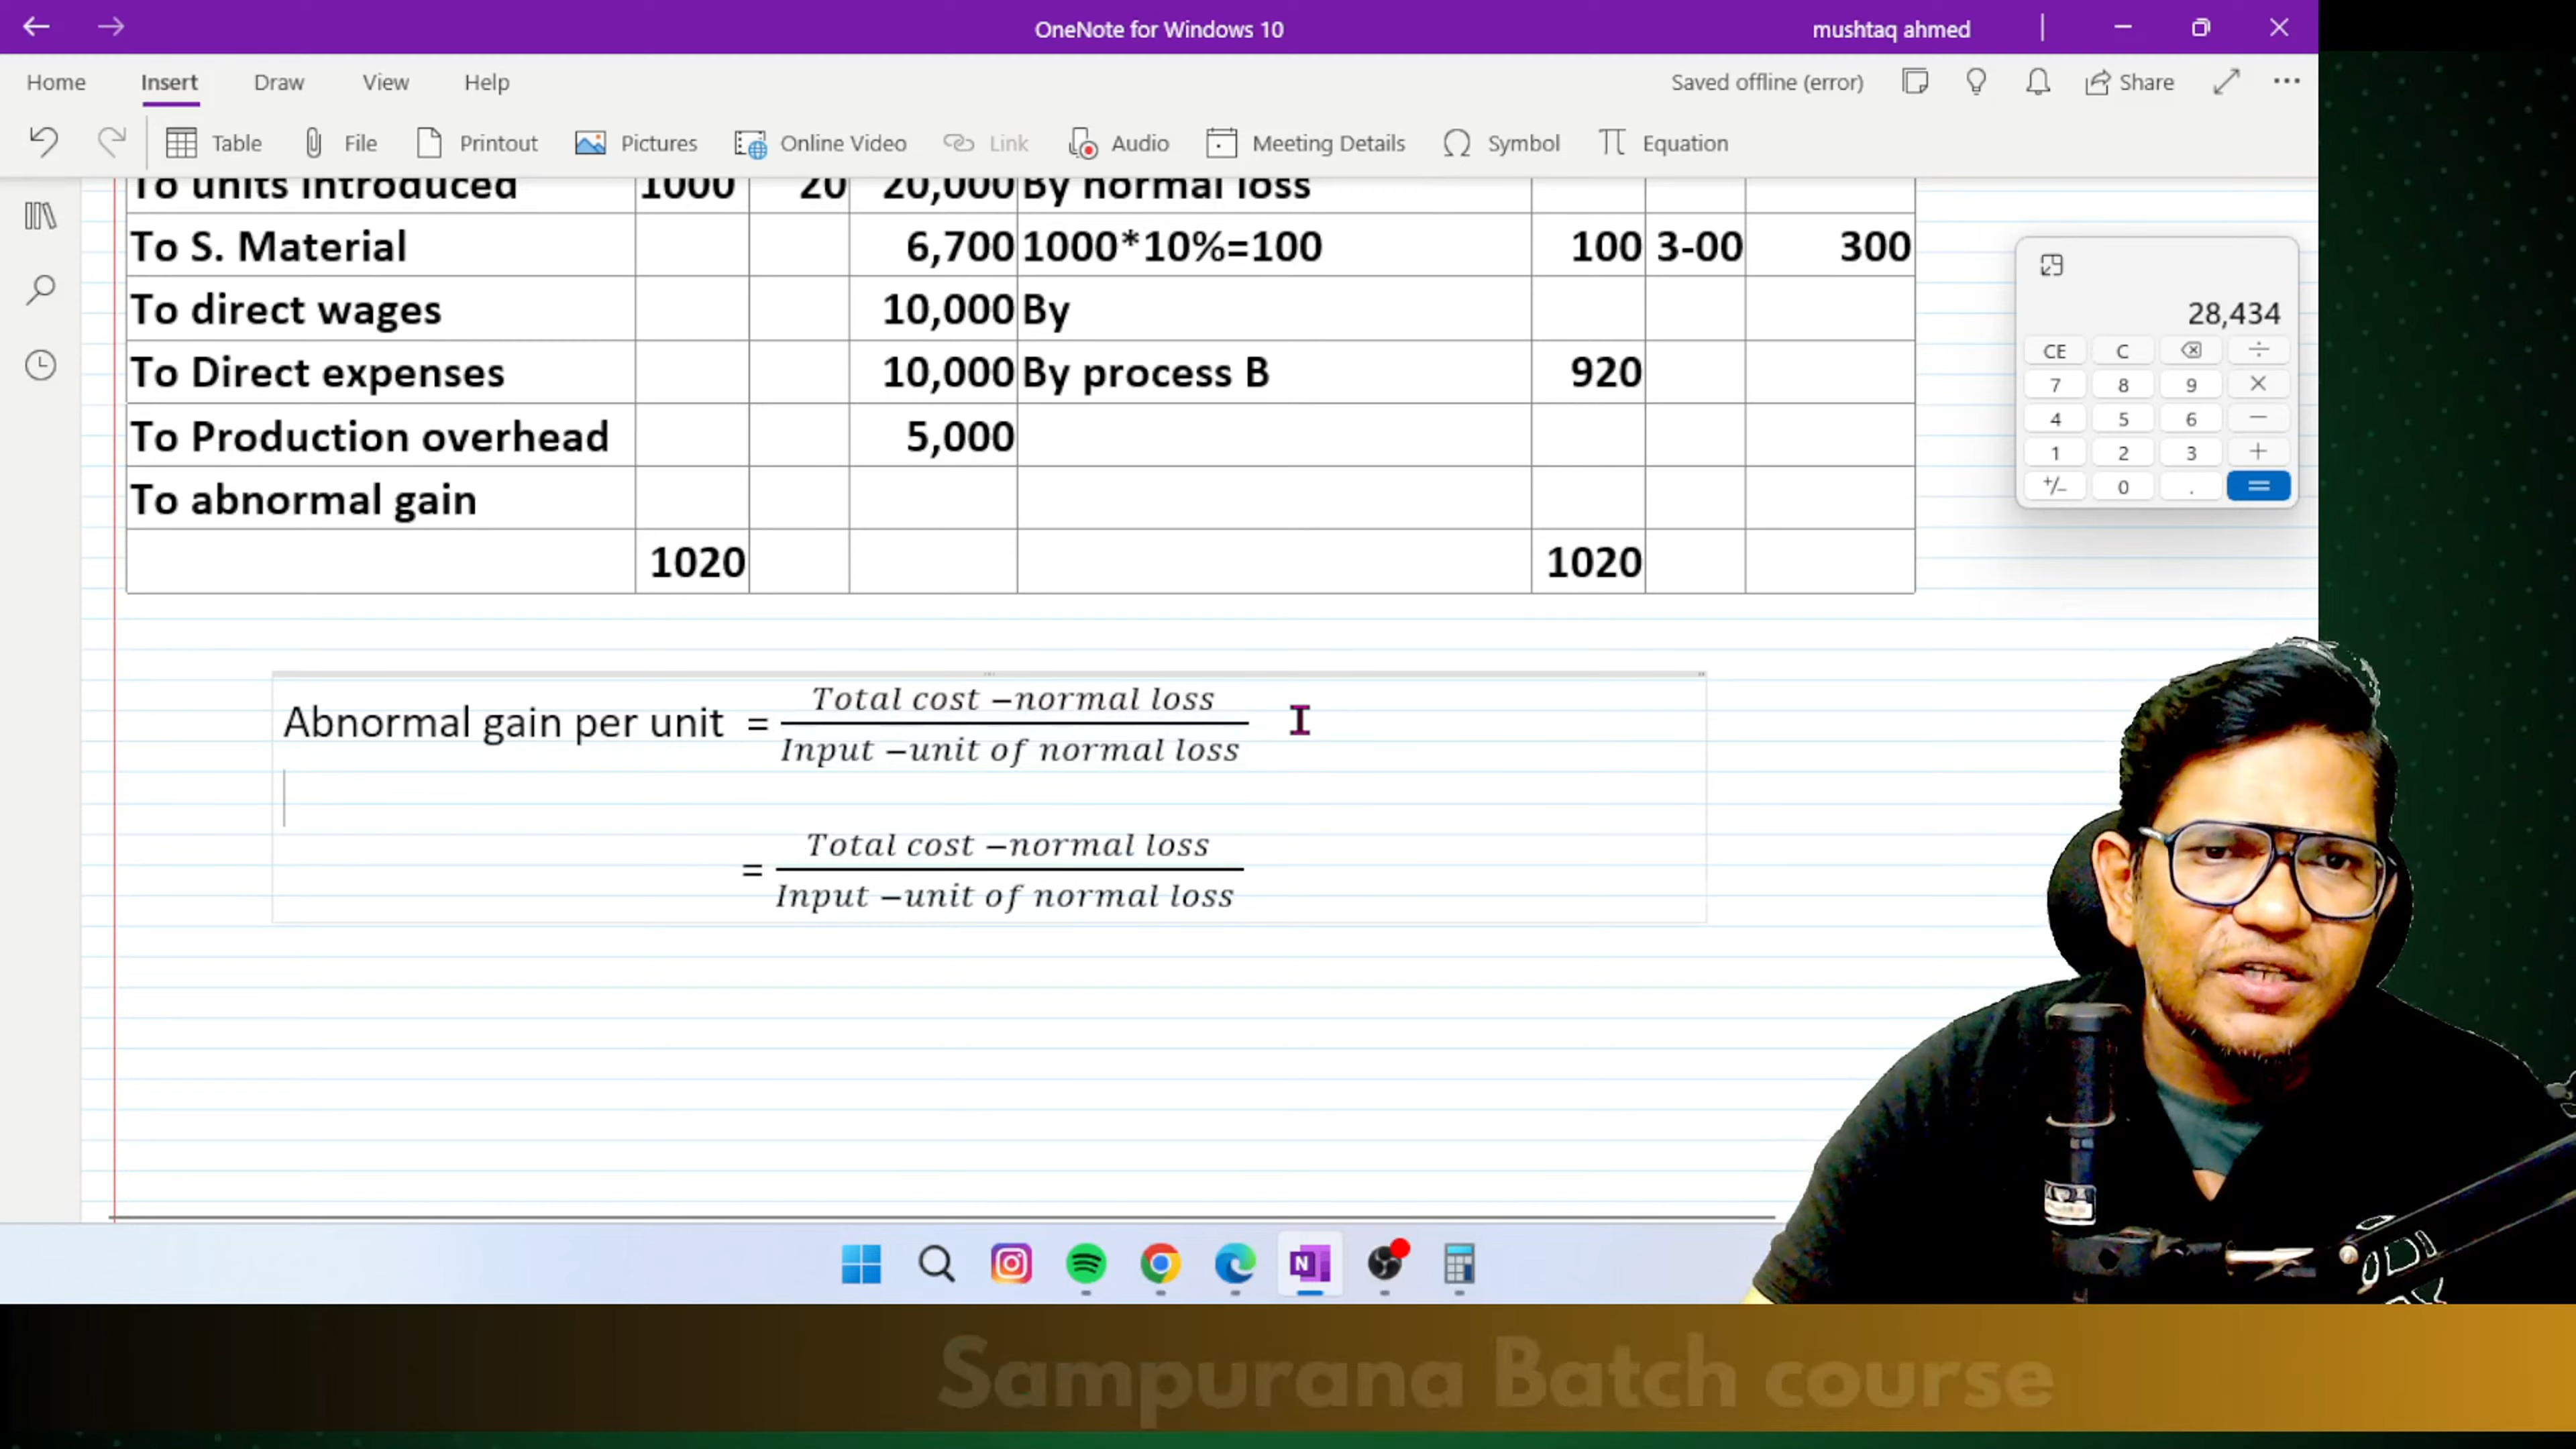 OneNote for Windows 10
mushtaq ahmed
Home Insert Draw View Help
Saved offline (error) Share
Table File Printout Pictures Online Video Link Audio Meeting Details Symbol Equation
To units introduced 1000 20 20,000 By normal loss
To S. Material 6,700 1000*10%=100 100 3-00 300
To direct wages 10,000 By
To Direct expenses 10,000 By process B 920
To Production overhead 5,000
To abnormal gain
1020 1020
28,434
CE C ÷
7 8 9 ×
4 5 6 −
1 2 3 +
+/− 0 . =
Abnormal gain per unit = Total cost −normal loss
Input −unit of normal loss
= Total cost −normal loss
Input −unit of normal loss
Sampurana Batch course